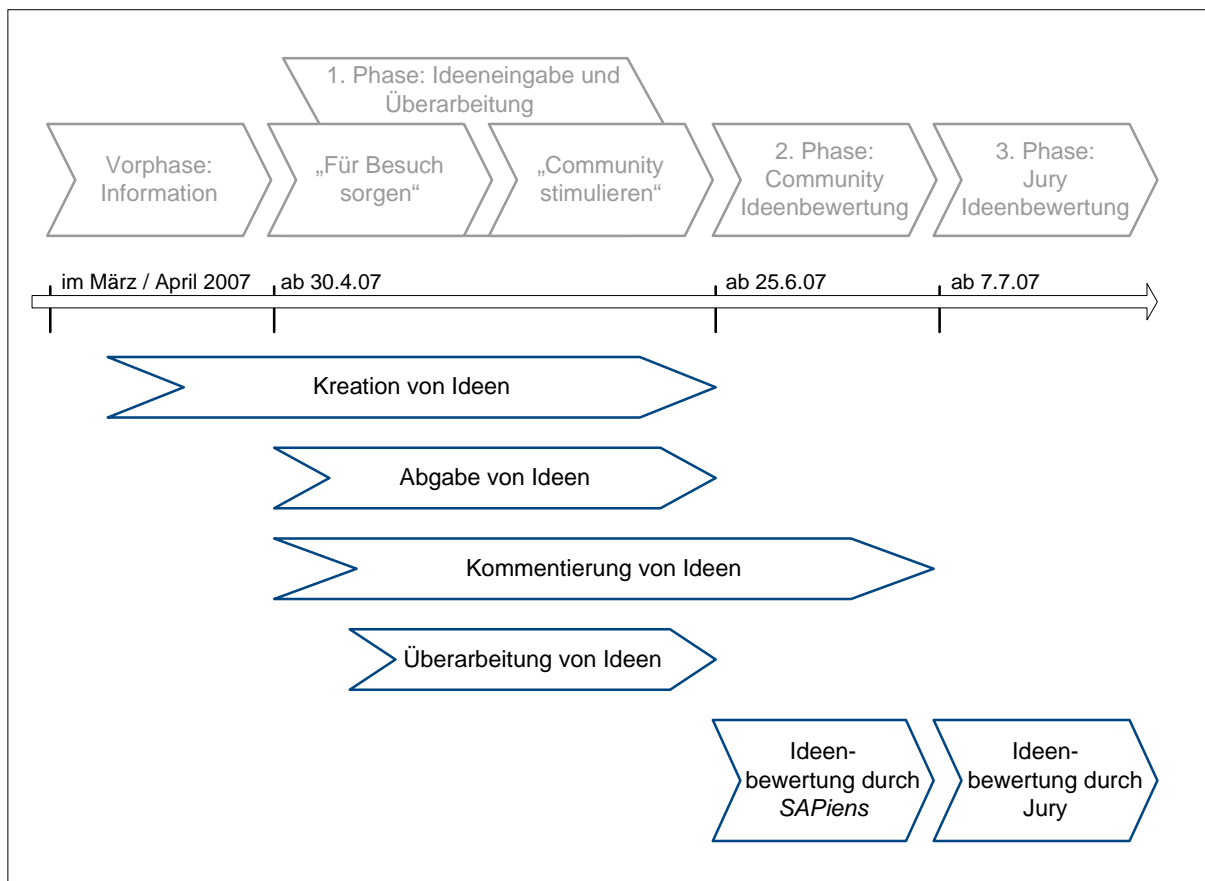 1. Phase: Ideeneingabe und
Überarbeitung
Vorphase:
Information
„Für Besuch
sorgen“
„Community
stimulieren“
2. Phase:
Community
Ideenbewertung
3. Phase:
Jury
Ideenbewertung
im März / April 2007
ab 30.4.07
ab 25.6.07
ab 7.7.07
Kreation von Ideen
Abgabe von Ideen
Kommentierung von Ideen
Überarbeitung von Ideen
Ideen-
bewertung durch
SAPiens
Ideen-
bewertung durch
Jury